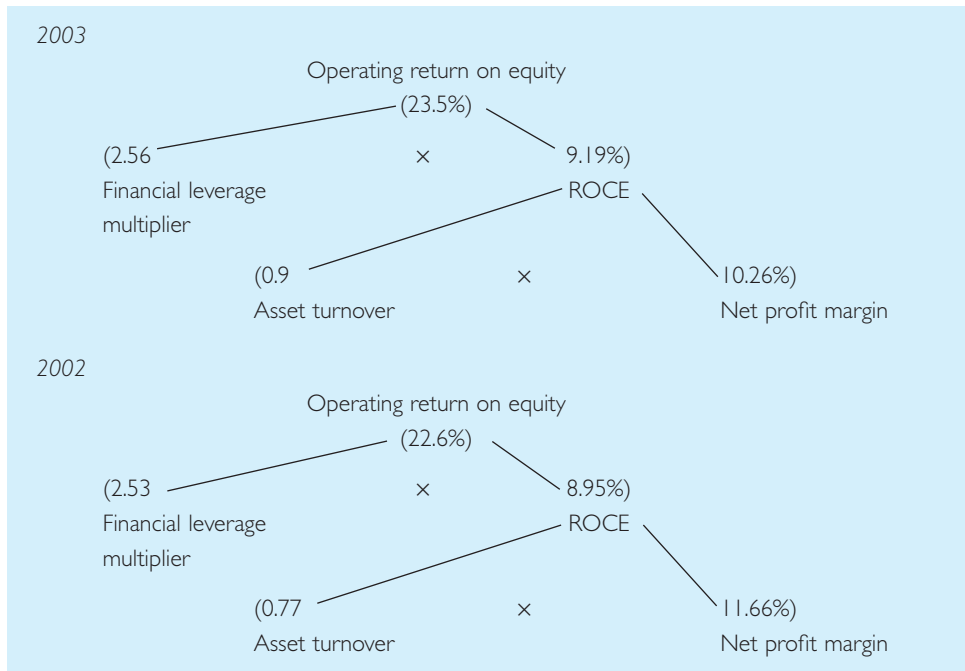 2003
Operating return on equity
(23.5%)
(2.56 × 9.19%)
Financial leverage ROCE
multiplier
(0.9 × 10.26%)
Asset turnover Net profit margin
2002
Operating return on equity
(22.6%)
(2.53 × 8.95%)
Financial leverage ROCE
multiplier
(0.77 × 11.66%)
Asset turnover Net profit margin